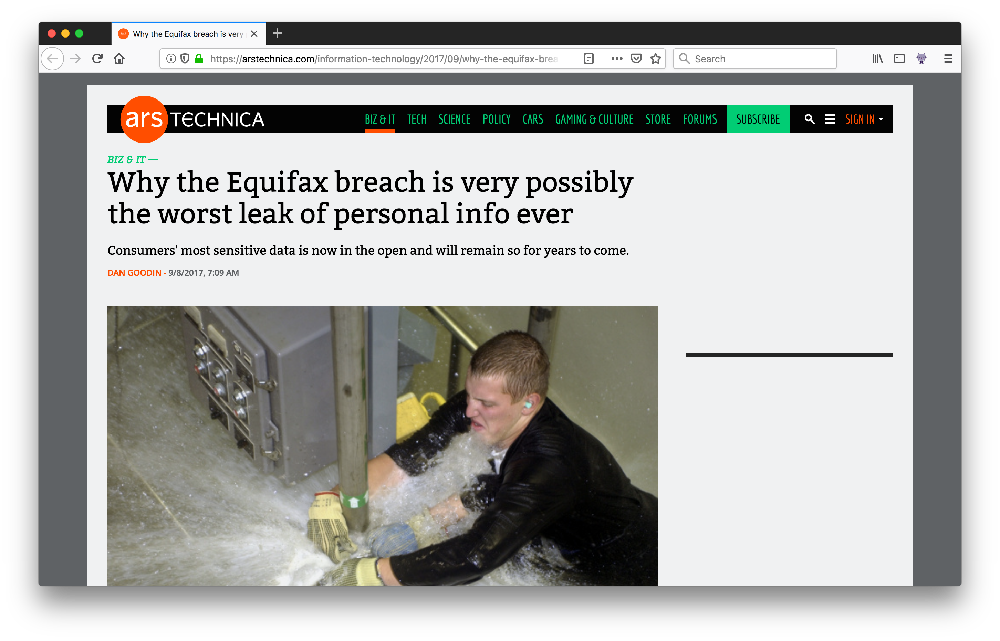 ars Why the Equifax breach is very
https://arstechnica.com/information-technology/2017/09/why-the-equifax-brea
Search
ars TECHNICA
BIZ & IT TECH SCIENCE POLICY CARS GAMING & CULTURE STORE FORUMS SUBSCRIBE SIGN IN
BIZ & IT —
Why the Equifax breach is very possibly
the worst leak of personal info ever
Consumers' most sensitive data is now in the open and will remain so for years to come.
DAN GOODIN - 9/8/2017, 7:09 AM